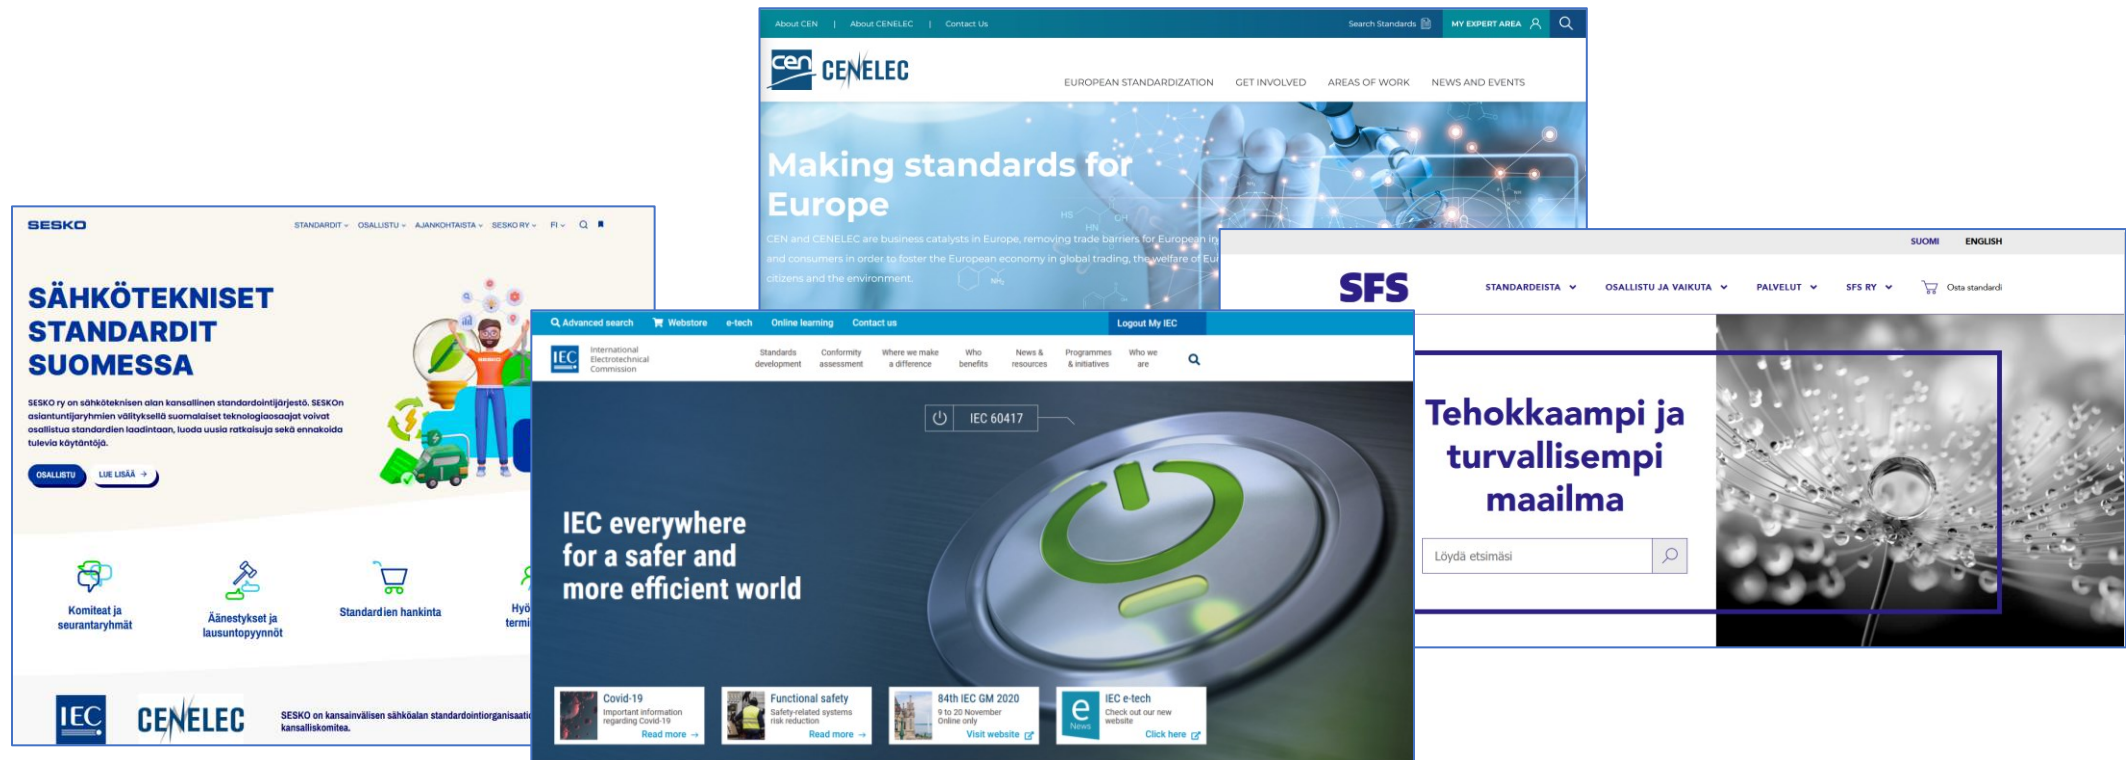 About CEN | About CENELEC | Contact Us
Search Standards
MY EXPERT AREA
cen CENELEC
EUROPEAN STANDARDIZATION GET INVOLVED AREAS OF WORK NEWS AND EVENTS
Making standards for
Europe
CEN and CENELEC are business catalysts in Europe, removing trade barriers for European
and consumers in order to foster the European economy in global trading, the welfare of
citizens and the environment.
HS
OH
HN
NH₂
SESKO
STANDARDIT OSALLISTU AJANKOHTAISTA SESKO RY FI
SÄHKÖTEKNISET
STANDARDIT
SUOMESSA
SESKO ry on sähköteknisen alan kansallinen standardointijärjestö. SESKOn
asiantuntijaryhmien välityksellä suomalaiset teknologiaosaajat voivat
osallistua standardien laadintaan, luoda uusia ratkaisuja sekä ennakoida
tulevia käytäntöjä.
OSALLISTU LUE LISÄÄ →
Komiteat ja
seurantaryhmät
Äänestykset ja
lausuntopyynnöt
Standardien hankinta
IEC CENELEC
SESKO on kansainvälisen sähköalan
kansalliskomitea.
Advanced search Webstore e-tech Online learning Contact us
Logout My IEC
IEC
International
Electrotechnical
Commission
Standards
development
Conformity
assessment
Where we make
a difference
Who
benefits
News &
resources
Programmes
& initiatives
Who we
are
IEC 60417
IEC everywhere
for a safer and
more efficient world
Covid-19
Important information
regarding Covid-19
Read more →
Functional safety
Safety-related systems
risk reduction
Read more →
84th IEC GM 2020
9 to 20 November
Online only
Visit website
e
News
IEC e-tech
Check out our new
website
Click here
SUOMI ENGLISH
SFS
STANDARDEISTA OSALLISTU JA VAIKUTA PALVELUT SFS RY Osta standardi
Tehokkaampi ja
turvallisempi
maailma
Löydä etsimäsi